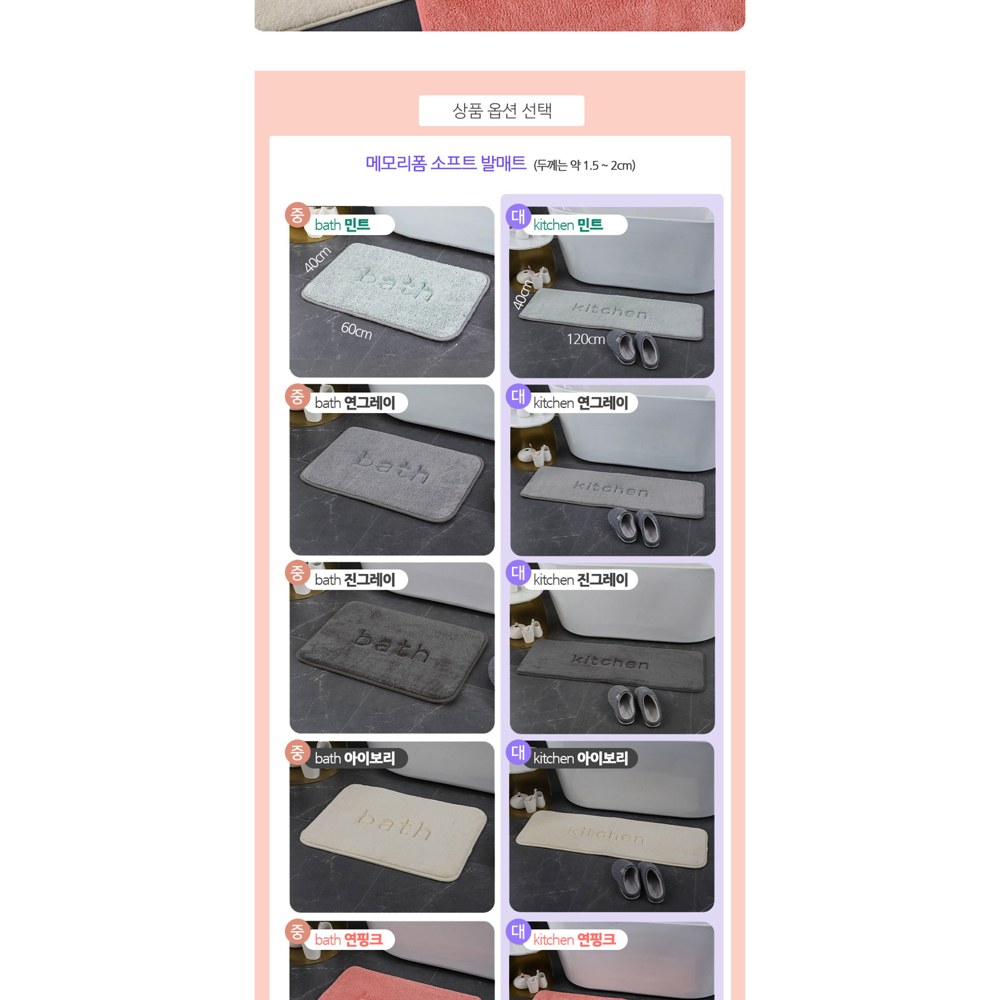 상품 옵션 선택
메모리폼 소프트 발매트 (두께는 약 1.5 ~ 2cm)
중 bath 민트
40cm
bath
60cm
대 kitchen 민트
40cm
kitchen
120cm
중 bath 연그레이
bath
대 kitchen 연그레이
kitchen
중 bath 진그레이
bath
대 kitchen 진그레이
kitchen
중 bath 아이보리
bath
대 kitchen 아이보리
kitchen
중 bath 연핑크
대 kitchen 연핑크